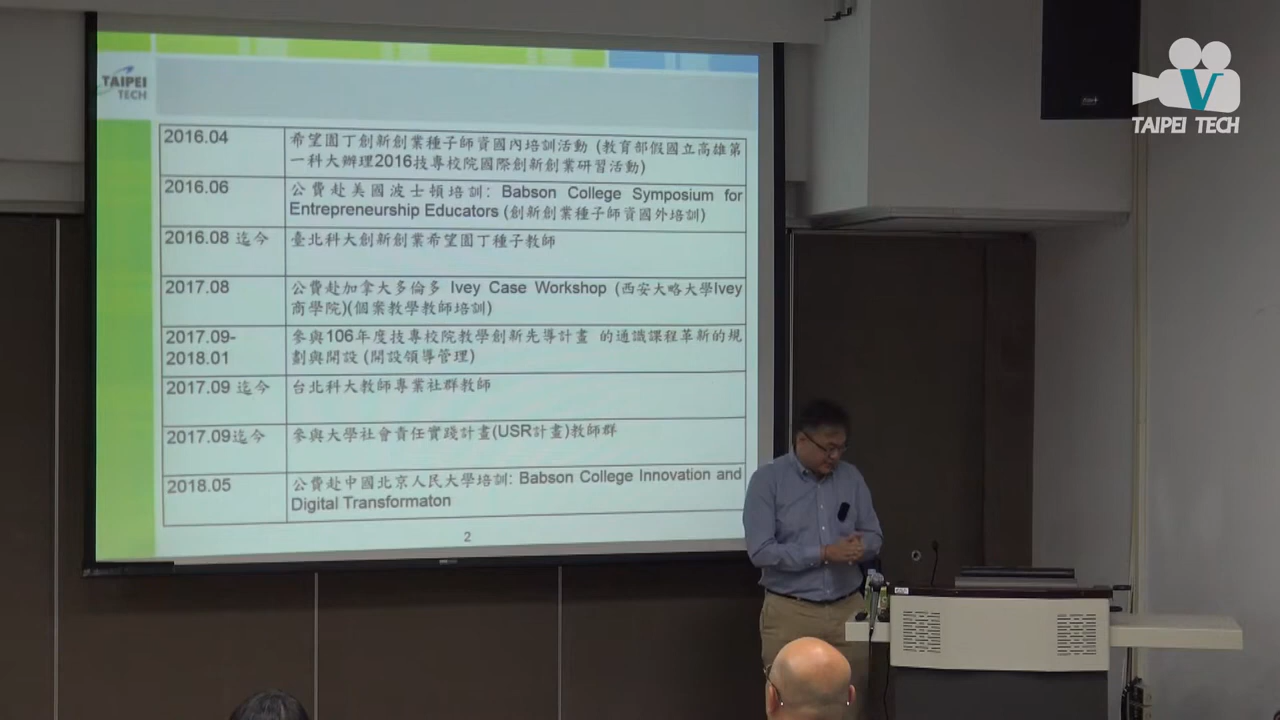 TAIPEI
TECH
V
TAIPEI TECH
2016.04
希望園丁創新創業種子師資國內培訓活動 (教育部假國立高雄第
一科大辦理2016技專校院國際創新創業研習活動)
2016.06
公費赴美國波士頓培訓: Babson College Symposium for
Entrepreneurship Educators (創新創業種子師資國外培訓)
2016.08 迄今
臺北科大創新創業希望園丁種子教師
2017.08
公費赴加拿大多倫多 Ivey Case Workshop (西安大略大學Ivey
商學院)(個案教學教師培訓)
2017.09-
2018.01
參與106年度技專校院教學創新先導計畫 的通識課程革新的規
劃與開設 (開設領導管理)
2017.09 迄今
台北科大教師專業社群教師
2017.09迄今
參與大學社會責任實踐計畫(USR計畫)教師群
2018.05
公費赴中國北京人民大學培訓: Babson College Innovation and
Digital Transformaton
2